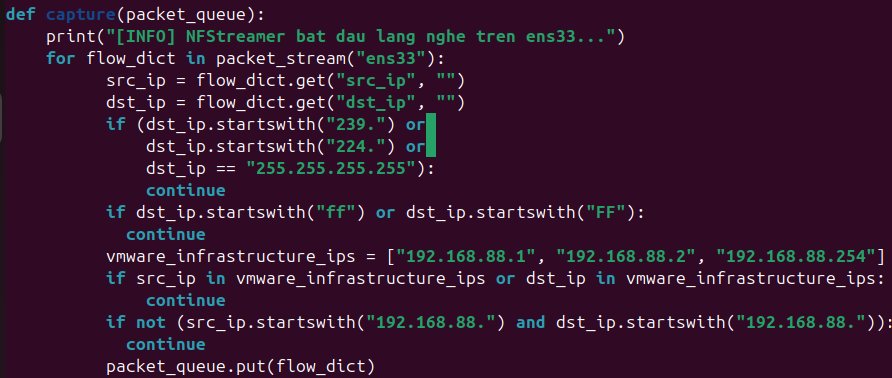 def capture(packet_queue):
    print("[INFO] NFStreamer bat dau lang nghe tren ens33...")
    for flow_dict in packet_stream("ens33"):
          src_ip = flow_dict.get("src_ip", "")
          dst_ip = flow_dict.get("dst_ip", "")
          if (dst_ip.startswith("239.") or
              dst_ip.startswith("224.") or
              dst_ip == "255.255.255.255"):
              continue
          if dst_ip.startswith("ff") or dst_ip.startswith("FF"):
            continue
          vmware_infrastructure_ips = ["192.168.88.1", "192.168.88.2", "192.168.88.254"]
          if src_ip in vmware_infrastructure_ips or dst_ip in vmware_infrastructure_ips:
              continue
          if not (src_ip.startswith("192.168.88.") and dst_ip.startswith("192.168.88.")):
            continue
          packet_queue.put(flow_dict)